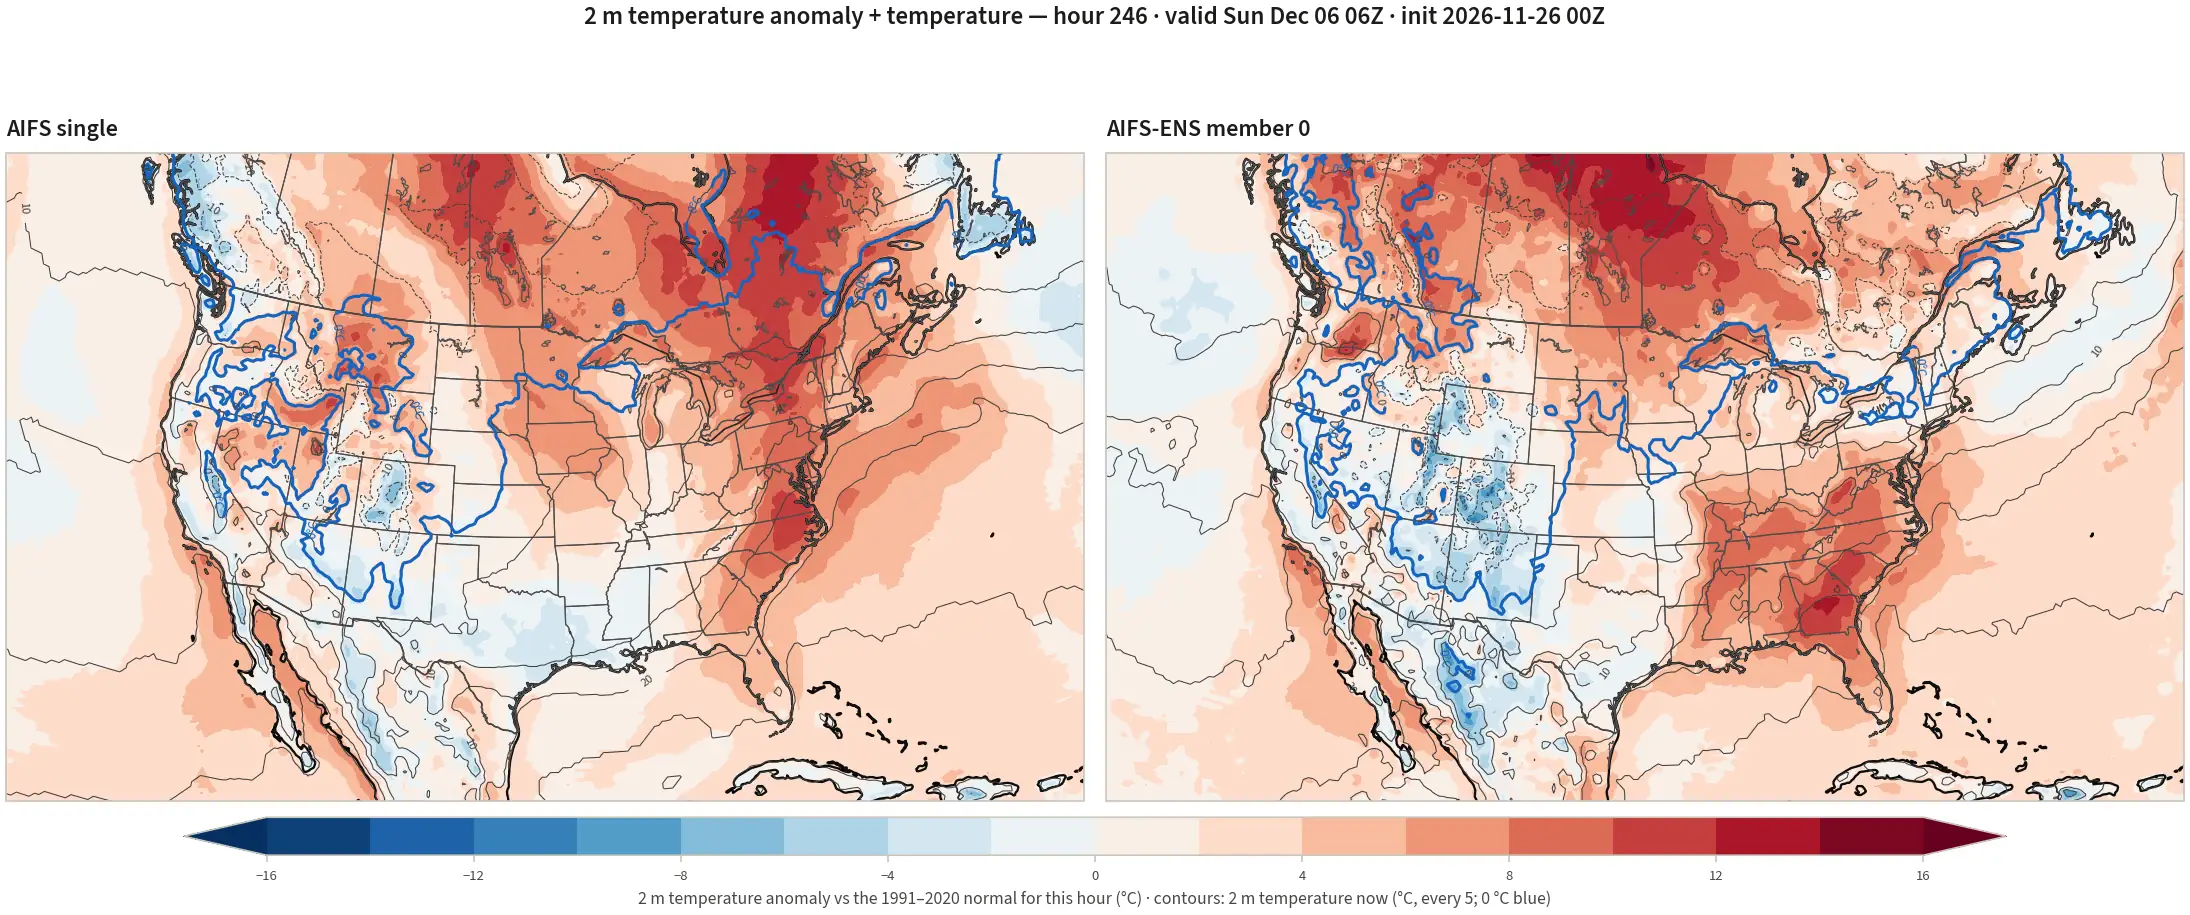 2 m temperature anomaly + temperature — hour 246 · valid Sun Dec 06 06Z · init 2026-11-26 00Z
AIFS single
AIFS-ENS member 0
−16 −12 −8 −4 0 4 8 12 16
2 m temperature anomaly vs the 1991–2020 normal for this hour (°C) · contours: 2 m temperature now (°C, every 5; 0 °C blue)